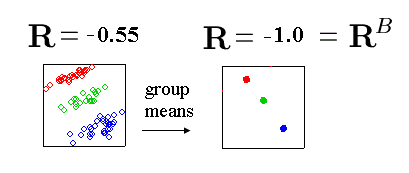 R = -0.55
R = -1.0 = R^B
group
means